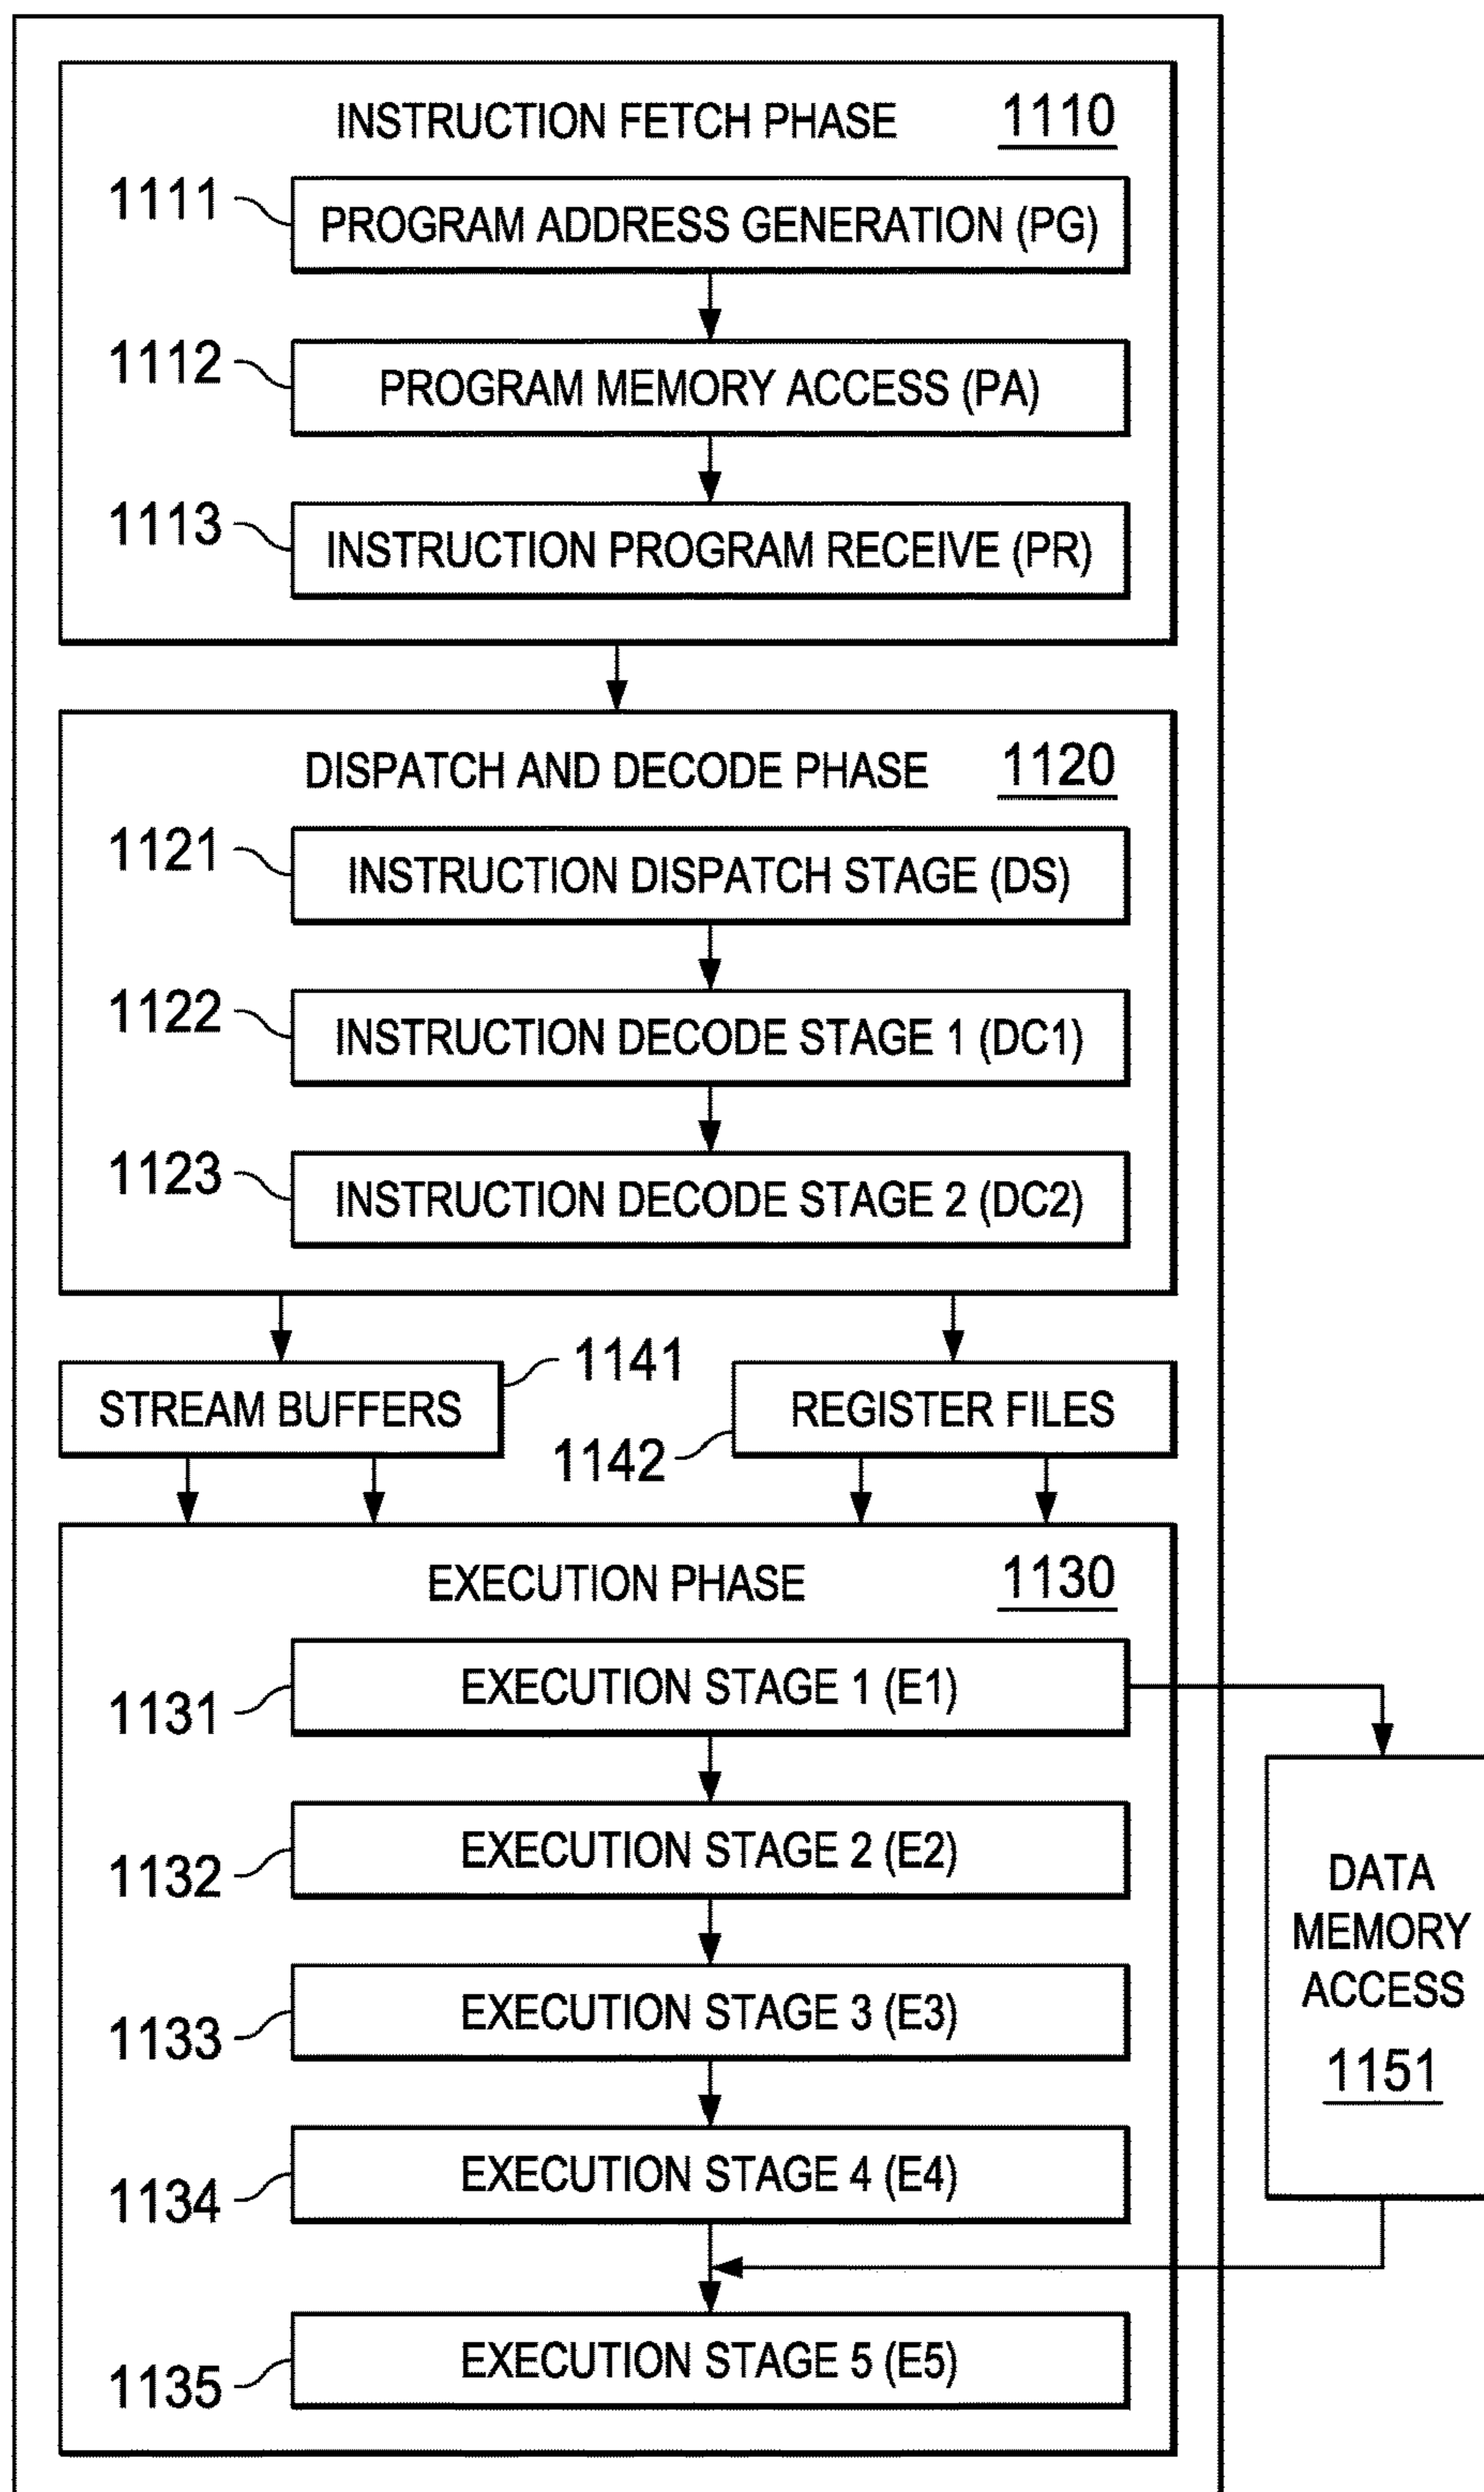 INSTRUCTION FETCH PHASE 1110
1111 PROGRAM ADDRESS GENERATION (PG)
1112 PROGRAM MEMORY ACCESS (PA)
1113 INSTRUCTION PROGRAM RECEIVE (PR)
DISPATCH AND DECODE PHASE 1120
1121 INSTRUCTION DISPATCH STAGE (DS)
1122 INSTRUCTION DECODE STAGE 1 (DC1)
1123 INSTRUCTION DECODE STAGE 2 (DC2)
STREAM BUFFERS 1141
1142 REGISTER FILES
EXECUTION PHASE 1130
1131 EXECUTION STAGE 1 (E1)
1132 EXECUTION STAGE 2 (E2)
1133 EXECUTION STAGE 3 (E3)
1134 EXECUTION STAGE 4 (E4)
1135 EXECUTION STAGE 5 (E5)
DATA
MEMORY
ACCESS
1151